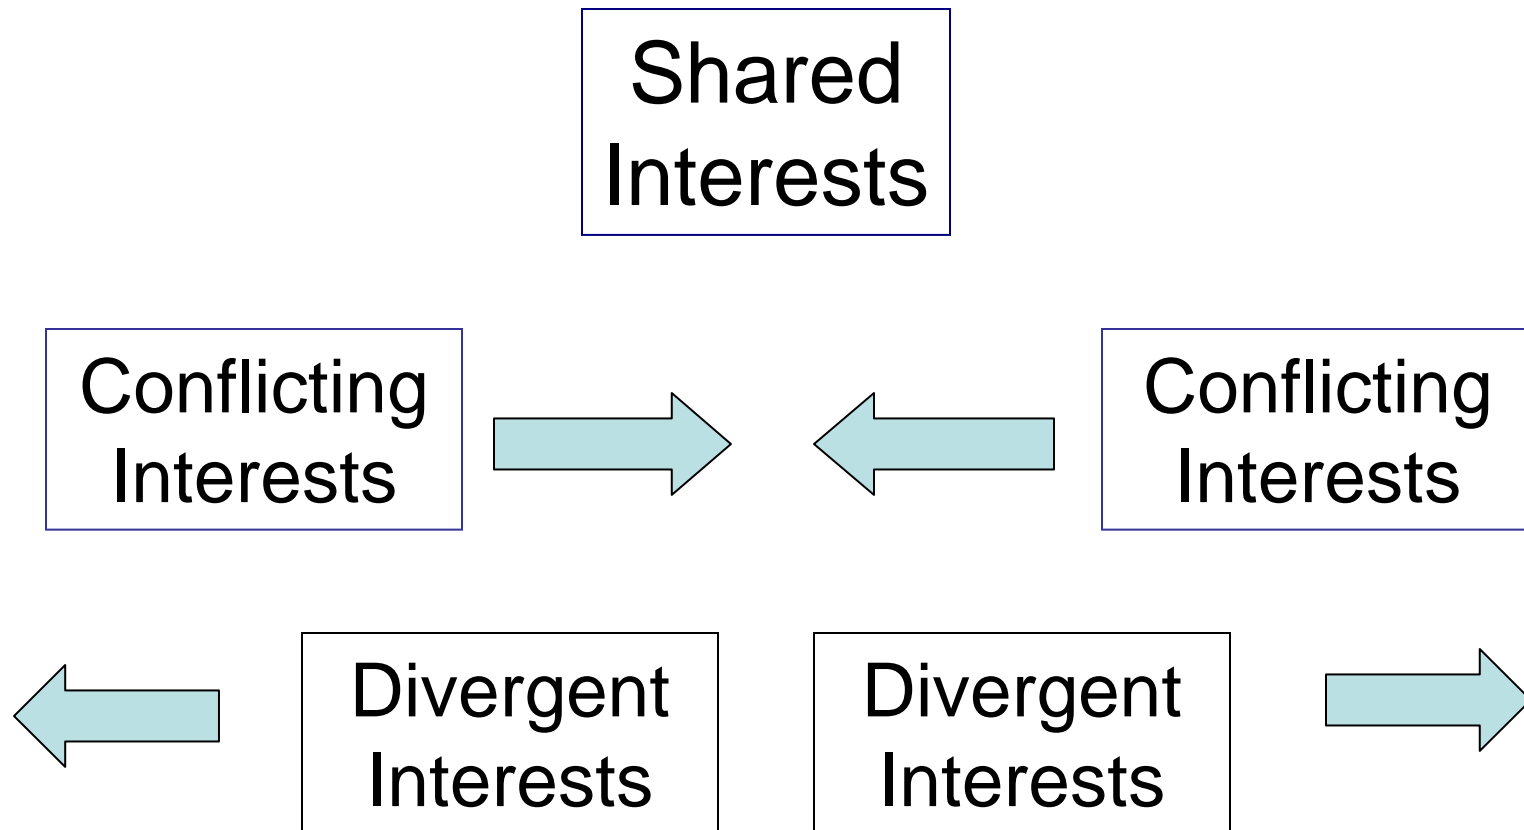 Shared
Interests
Conflicting
Interests
Conflicting
Interests
Divergent
Interests
Divergent
Interests